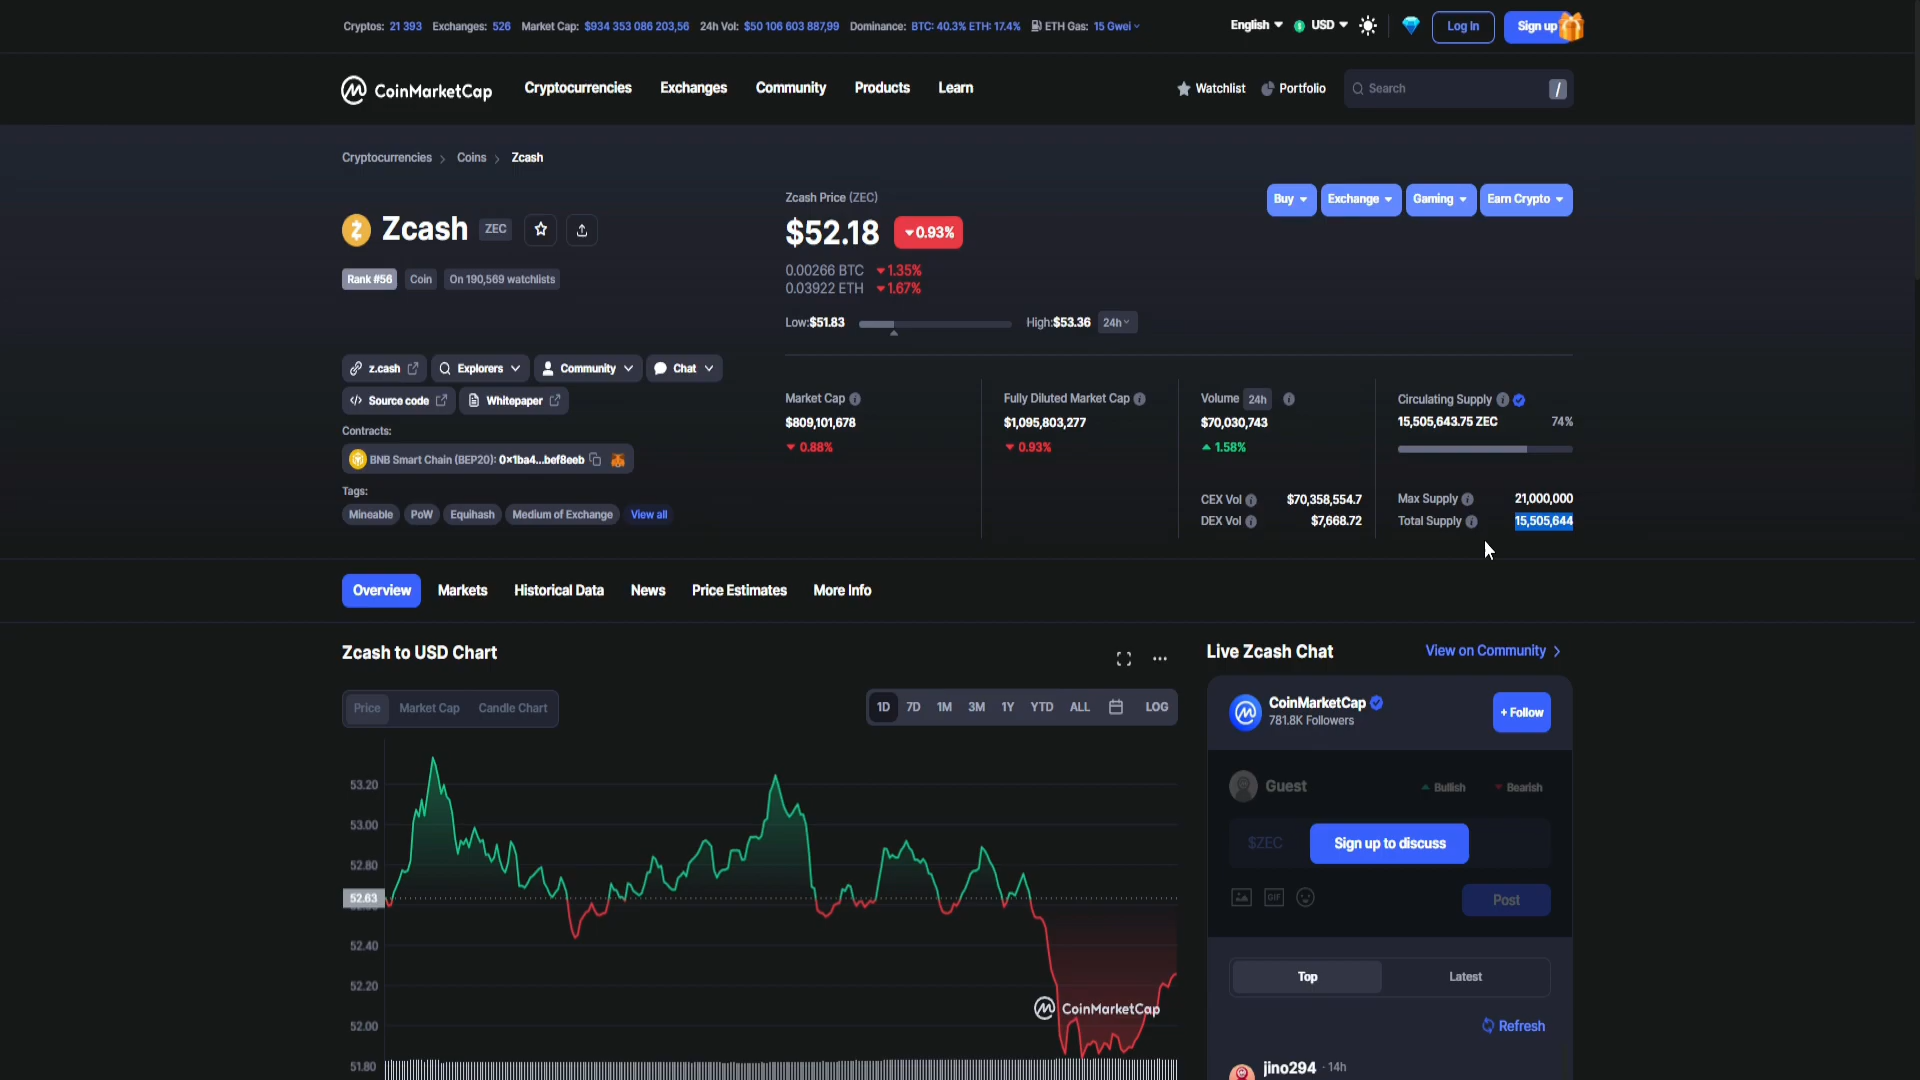 Cryptos: 21 393 Exchanges: 526 Market Cap: $934 353 086 203,56 24h Vol: $50 106 603 887,99 Dominance: BTC: 40.3% ETH: 17.4% ETH Gas: 15 Gwei
English USD Log In Sign up
CoinMarketCap Cryptocurrencies Exchanges Community Products Learn Watchlist Portfolio Search /
Cryptocurrencies > Coins > Zcash
Zcash ZEC
Rank #56 Coin On 190,569 watchlists
z.cash Explorers Community Chat
Source code Whitepaper
Contracts:
BNB Smart Chain (BEP20): 0x1ba4...bef8eeb
Tags:
Mineable PoW Equihash Medium of Exchange View all
Zcash Price (ZEC)
$52.18 0.93%
0.00266 BTC 1.35%
0.03922 ETH 1.67%
Low:$51.83 High:$53.36 24h
Buy Exchange Gaming Earn Crypto
Market Cap
$809,101,678
0.88%
Fully Diluted Market Cap
$1,095,803,277
0.93%
Volume 24h
$70,030,743
1.58%
CEX Vol $70,358,554.7
DEX Vol $7,668.72
Circulating Supply
15,505,643.75 ZEC 74%
Max Supply 21,000,000
Total Supply 15,505,644
Overview Markets Historical Data News Price Estimates More Info
Zcash to USD Chart
Price Market Cap Candle Chart
1D 7D 1M 3M 1Y YTD ALL LOG
53.20
53.00
52.80
52.63
52.40
52.20
52.00
51.80
CoinMarketCap
Live Zcash Chat View on Community >
CoinMarketCap
781.8K Followers
+ Follow
Guest Bullish Bearish
$ZEC Sign up to discuss
GIF Post
Top Latest
Refresh
jino294 · 14h